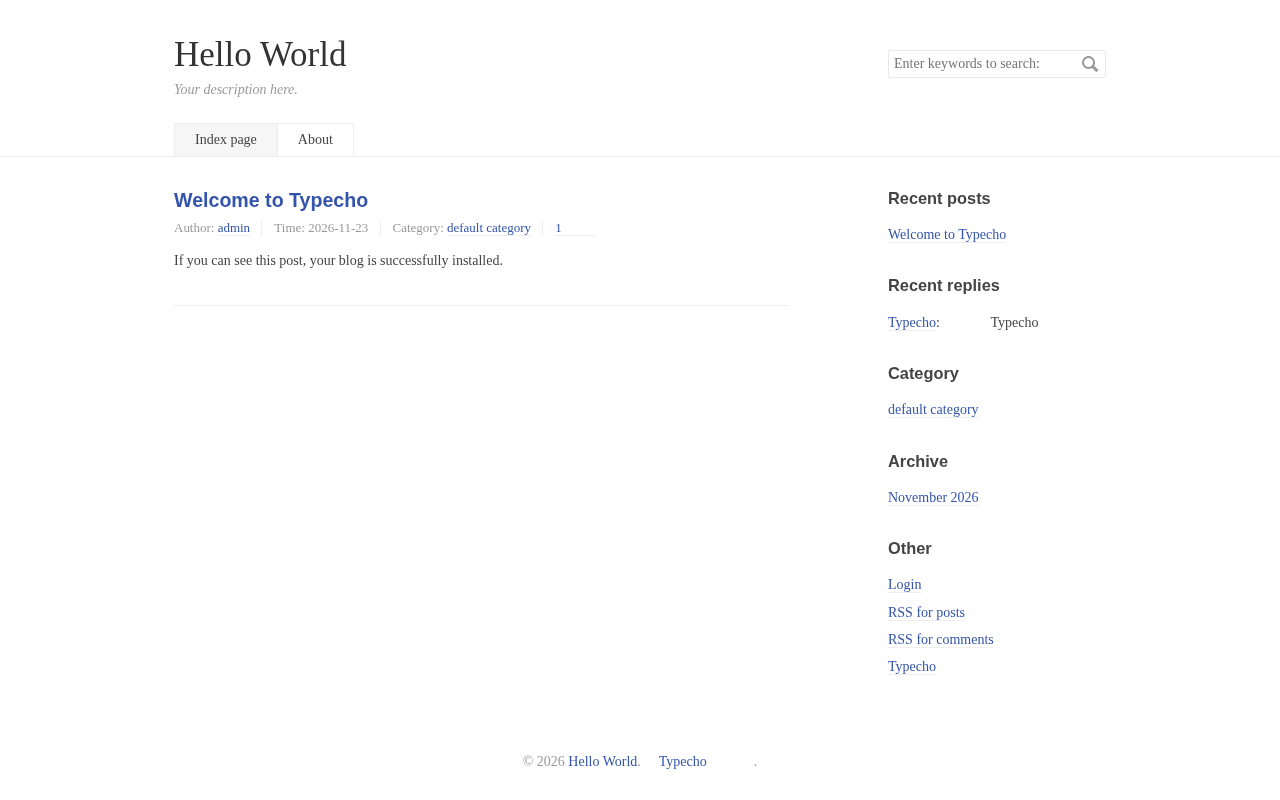 Hello World
Your description here.
Enter keywords to search:
Index page
About
Welcome to Typecho
Author: admin
Time: 2026-11-23
Category: default category
1
If you can see this post, your blog is successfully installed.
Recent posts
Welcome to Typecho
Recent replies
Typecho: Typecho
Category
default category
Archive
November 2026
Other
Login
RSS for posts
RSS for comments
Typecho
© 2026 Hello World. Typecho .